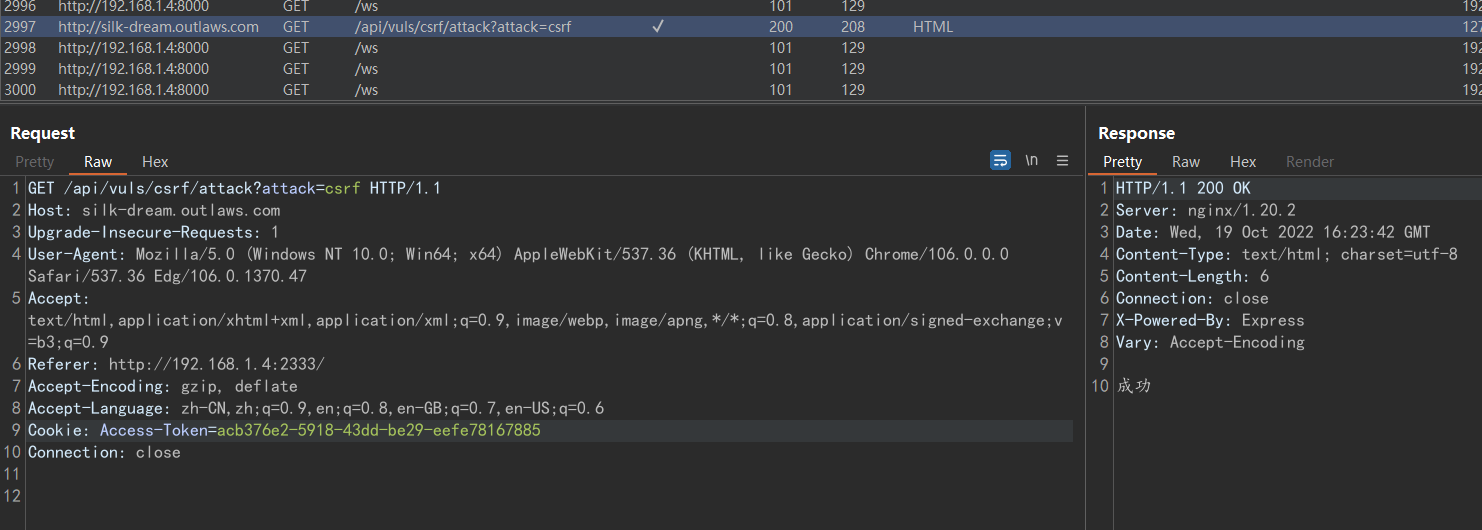 2996 http://192.168.1.4:8000 GET /ws 101 129 192
2997 http://silk-dream.outlaws.com GET /api/vuls/csrf/attack?attack=csrf ✓ 200 208 HTML 127
2998 http://192.168.1.4:8000 GET /ws 101 129 192
2999 http://192.168.1.4:8000 GET /ws 101 129 192
3000 http://192.168.1.4:8000 GET /ws 101 129 192
Request
Pretty Raw Hex \n
1 GET /api/vuls/csrf/attack?attack=csrf HTTP/1.1
2 Host: silk-dream.outlaws.com
3 Upgrade-Insecure-Requests: 1
4 User-Agent: Mozilla/5.0 (Windows NT 10.0; Win64; x64) AppleWebKit/537.36 (KHTML, like Gecko) Chrome/106.0.0.0
Safari/537.36 Edg/106.0.1370.47
5 Accept:
text/html,application/xhtml+xml,application/xml;q=0.9,image/webp,image/apng,*/*;q=0.8,application/signed-exchange;v
=b3;q=0.9
6 Referer: http://192.168.1.4:2333/
7 Accept-Encoding: gzip, deflate
8 Accept-Language: zh-CN,zh;q=0.9,en;q=0.8,en-GB;q=0.7,en-US;q=0.6
9 Cookie: Access-Token=acb376e2-5918-43dd-be29-eefe78167885
10 Connection: close
11
12
Response
Pretty Raw Hex Render
1 HTTP/1.1 200 OK
2 Server: nginx/1.20.2
3 Date: Wed, 19 Oct 2022 16:23:42 GMT
4 Content-Type: text/html; charset=utf-8
5 Content-Length: 6
6 Connection: close
7 X-Powered-By: Express
8 Vary: Accept-Encoding
9
10 成功